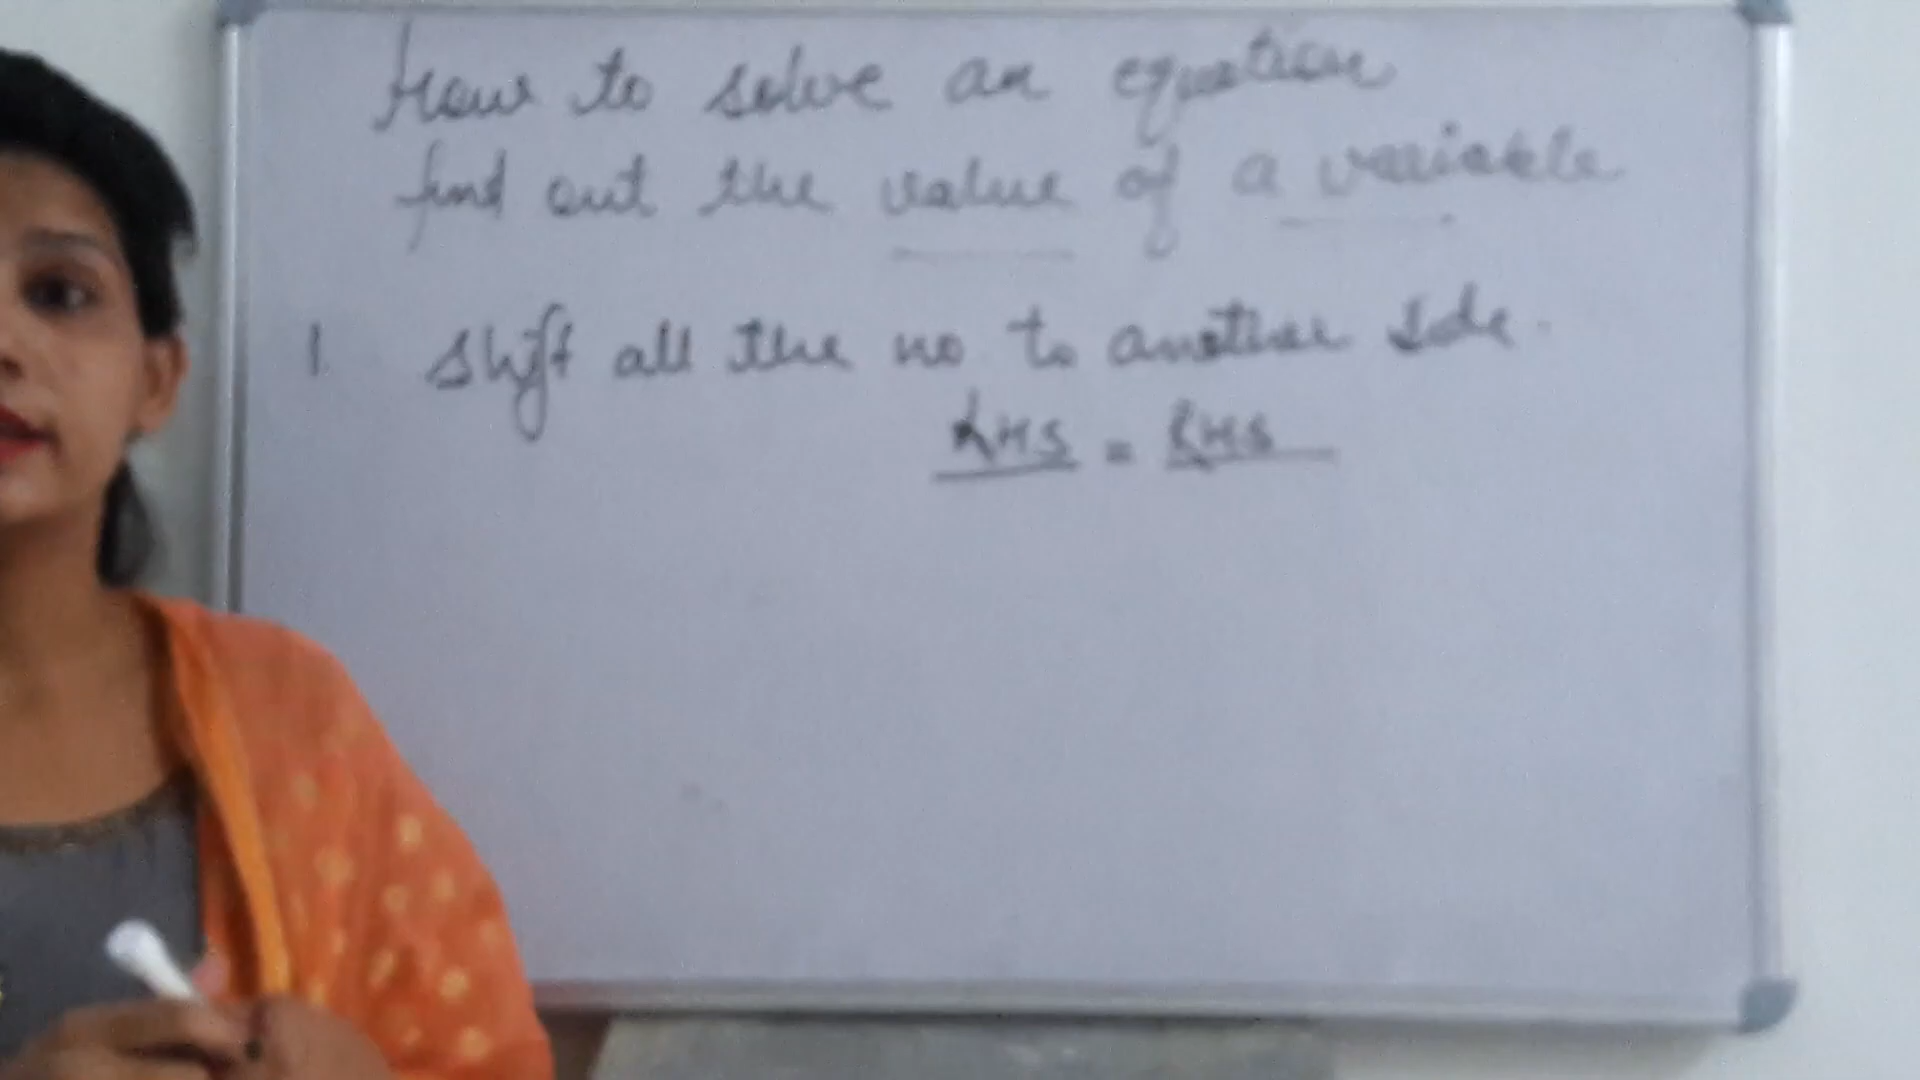 How to solve an equation
find out the value of a variable
1. Shift all the no to another side.
LHS = RHS